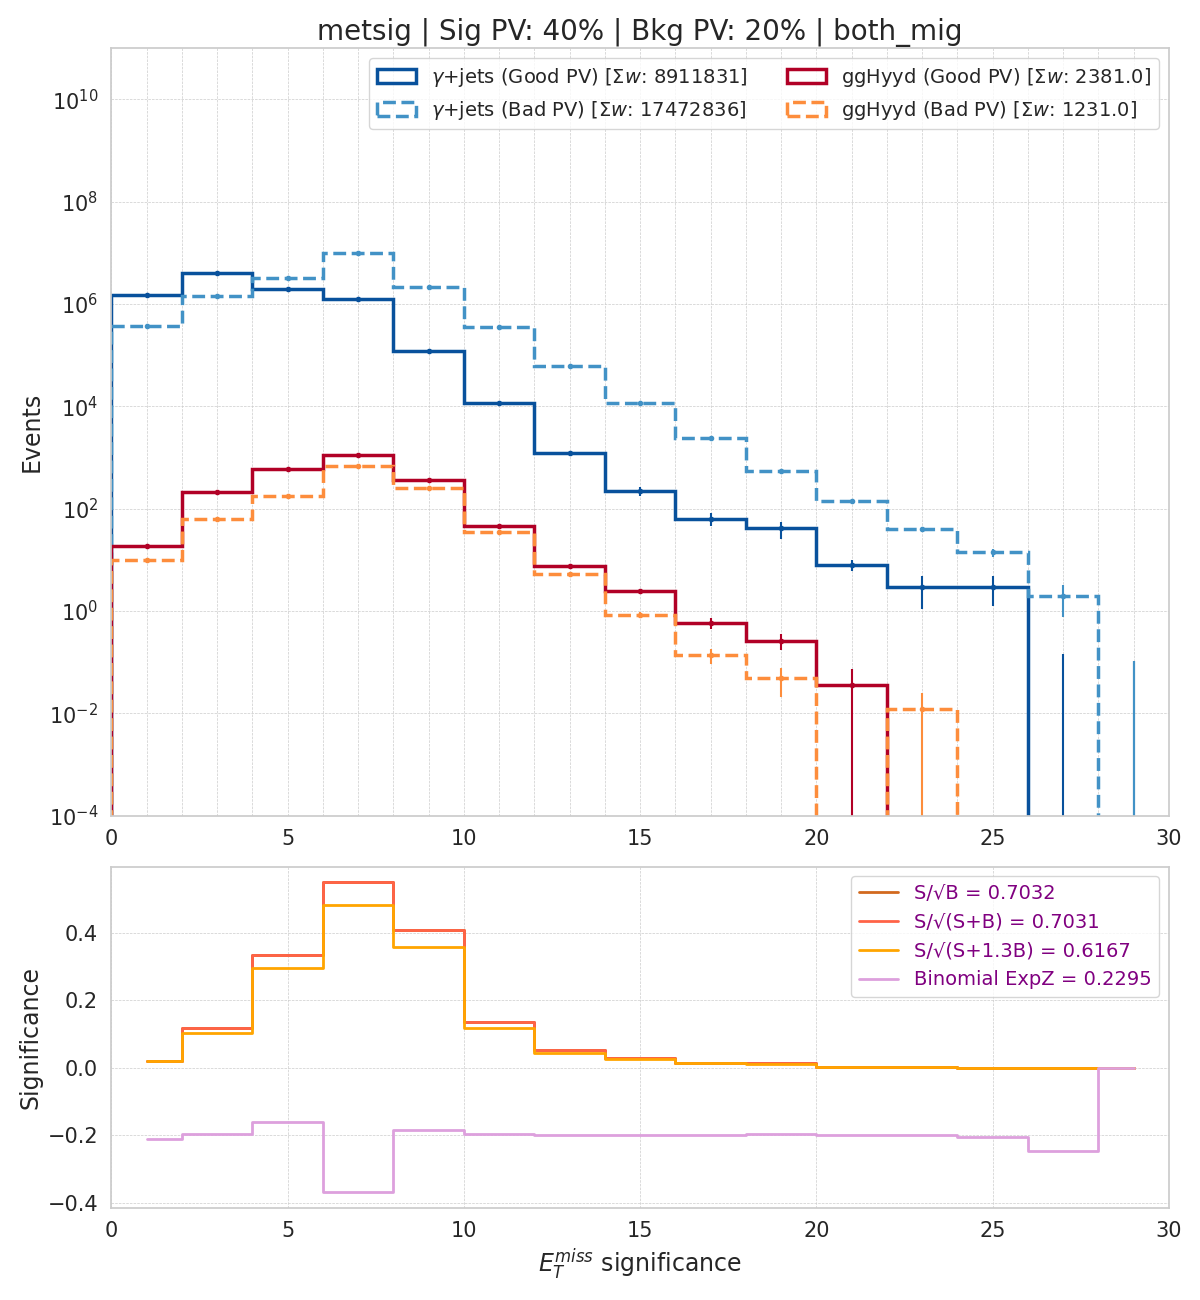 metsig | Sig PV: 40% | Bkg PV: 20% | both_mig
γ+jets (Good PV) [Σw: 8911831]
γ+jets (Bad PV) [Σw: 17472836]
ggHyyd (Good PV) [Σw: 2381.0]
ggHyyd (Bad PV) [Σw: 1231.0]
Events
10^10
10^8
10^6
10^4
10^2
10^0
10^−2
10^−4
0 5 10 15 20 25 30
S/√B = 0.7032
S/√(S+B) = 0.7031
S/√(S+1.3B) = 0.6167
Binomial ExpZ = 0.2295
Significance
0.4
0.2
0.0
−0.2
−0.4
0 5 10 15 20 25 30
E_T^miss significance